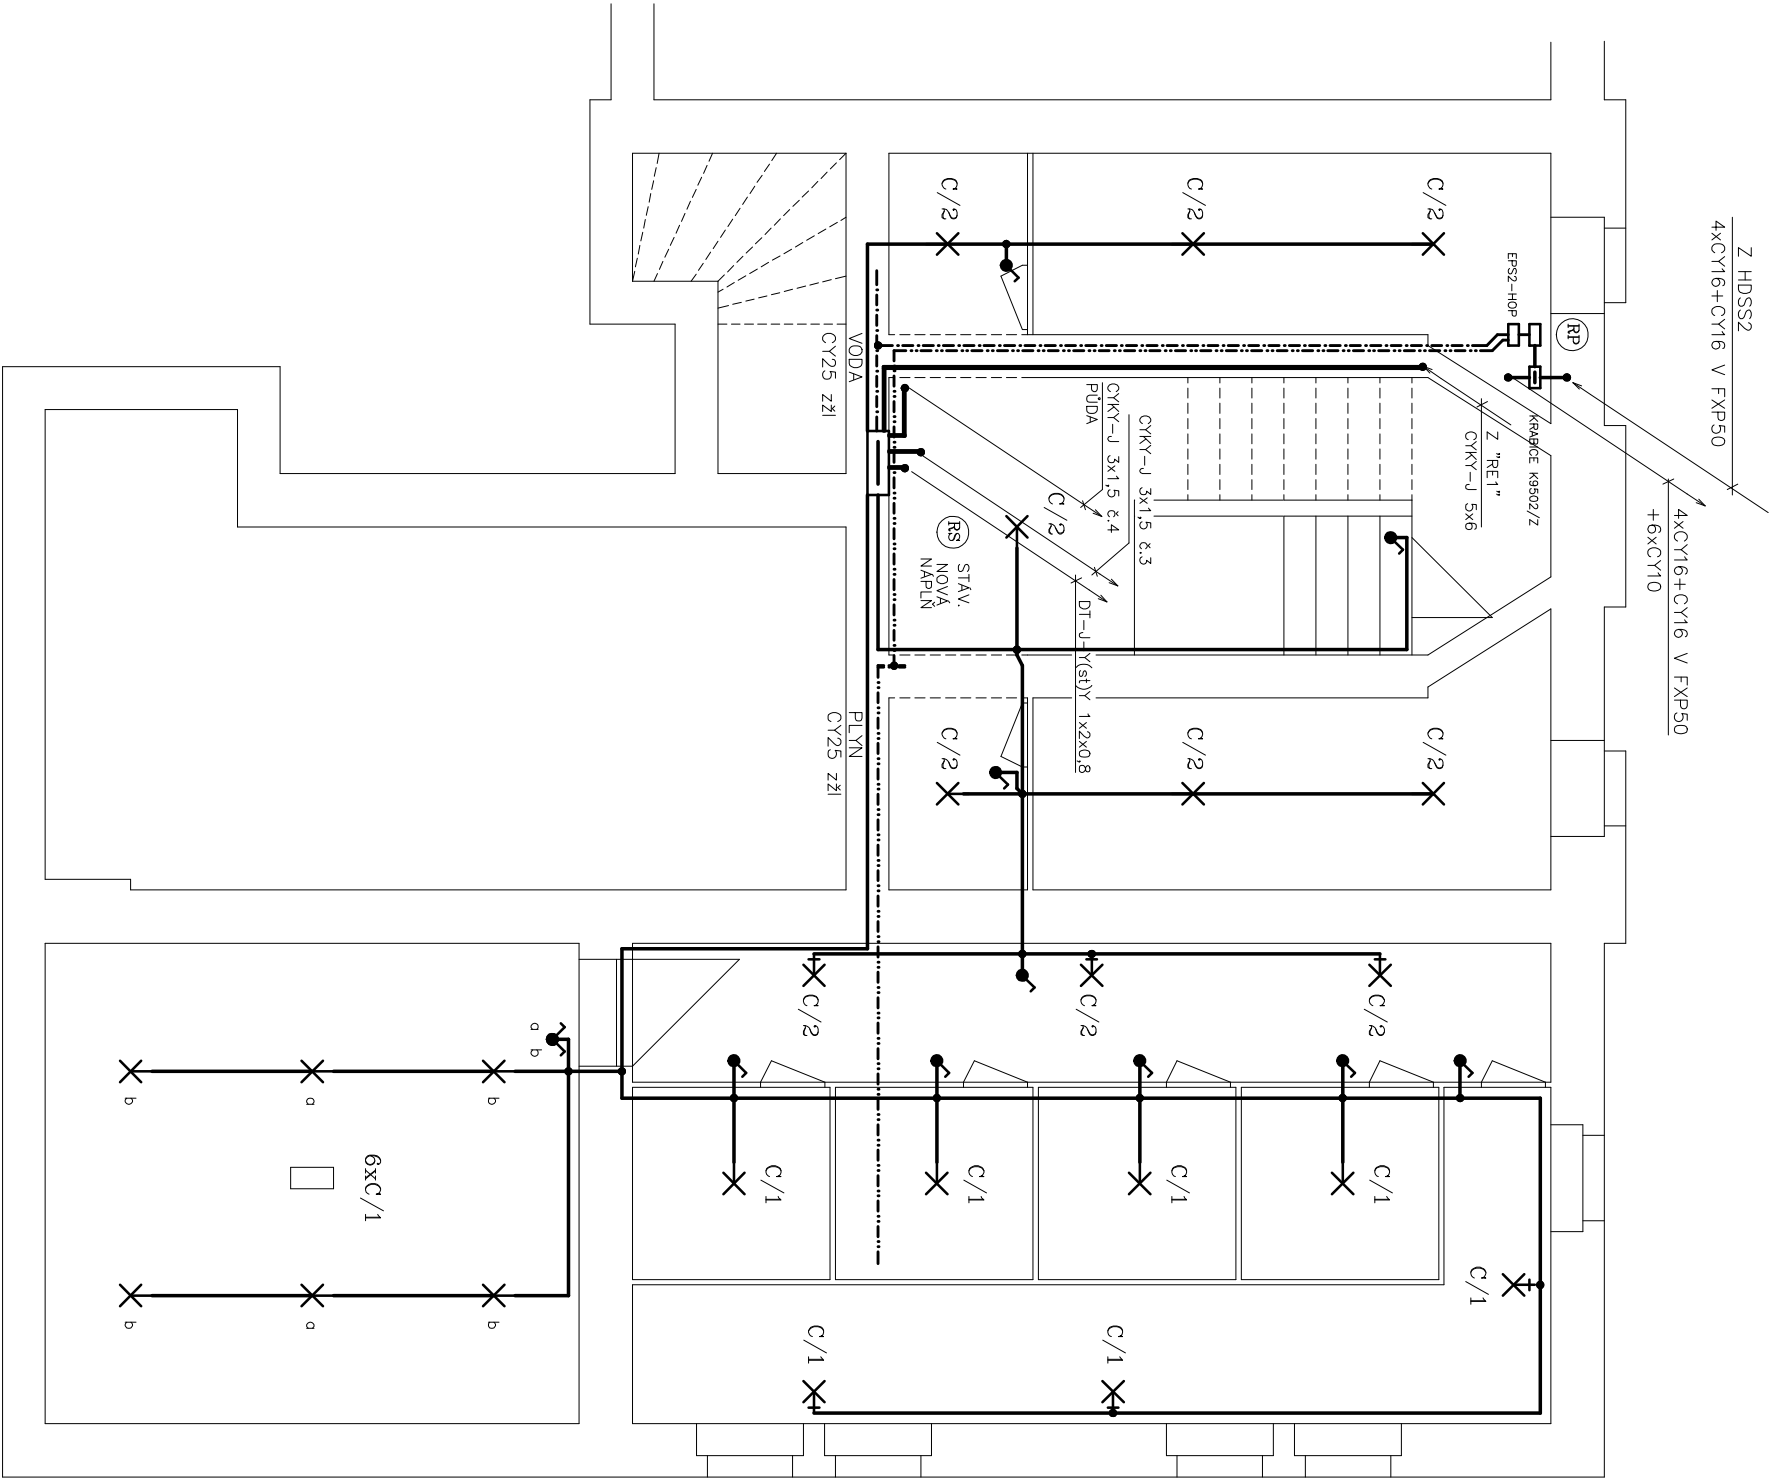 Z HDSS2
4xCY16+CY16 V FXP50
4xCY16+CY16 V FXP50
+6xCY10
RP
EPS2-HOP
KRABICE K9502/Z
Z "RE1"
CYKY-J 5x6
C/2
C/2
C/2
CYKY-J 3x1,5 č.3
CYKY-J 3x1,5 č.4
PŮDA
C/2
DT-J-Y(st)Y 1x2x0,8
RS
STÁV.
NOVÁ
NÁPLŇ
VODA
CY25 zžl
PLYN
CY25 zžl
C/2
C/2
C/2
C/2
C/2
C/2
C/1
C/1
C/1
C/1
C/1
C/1
C/1
a
b
b
a
b
6xC/1
b
a
b